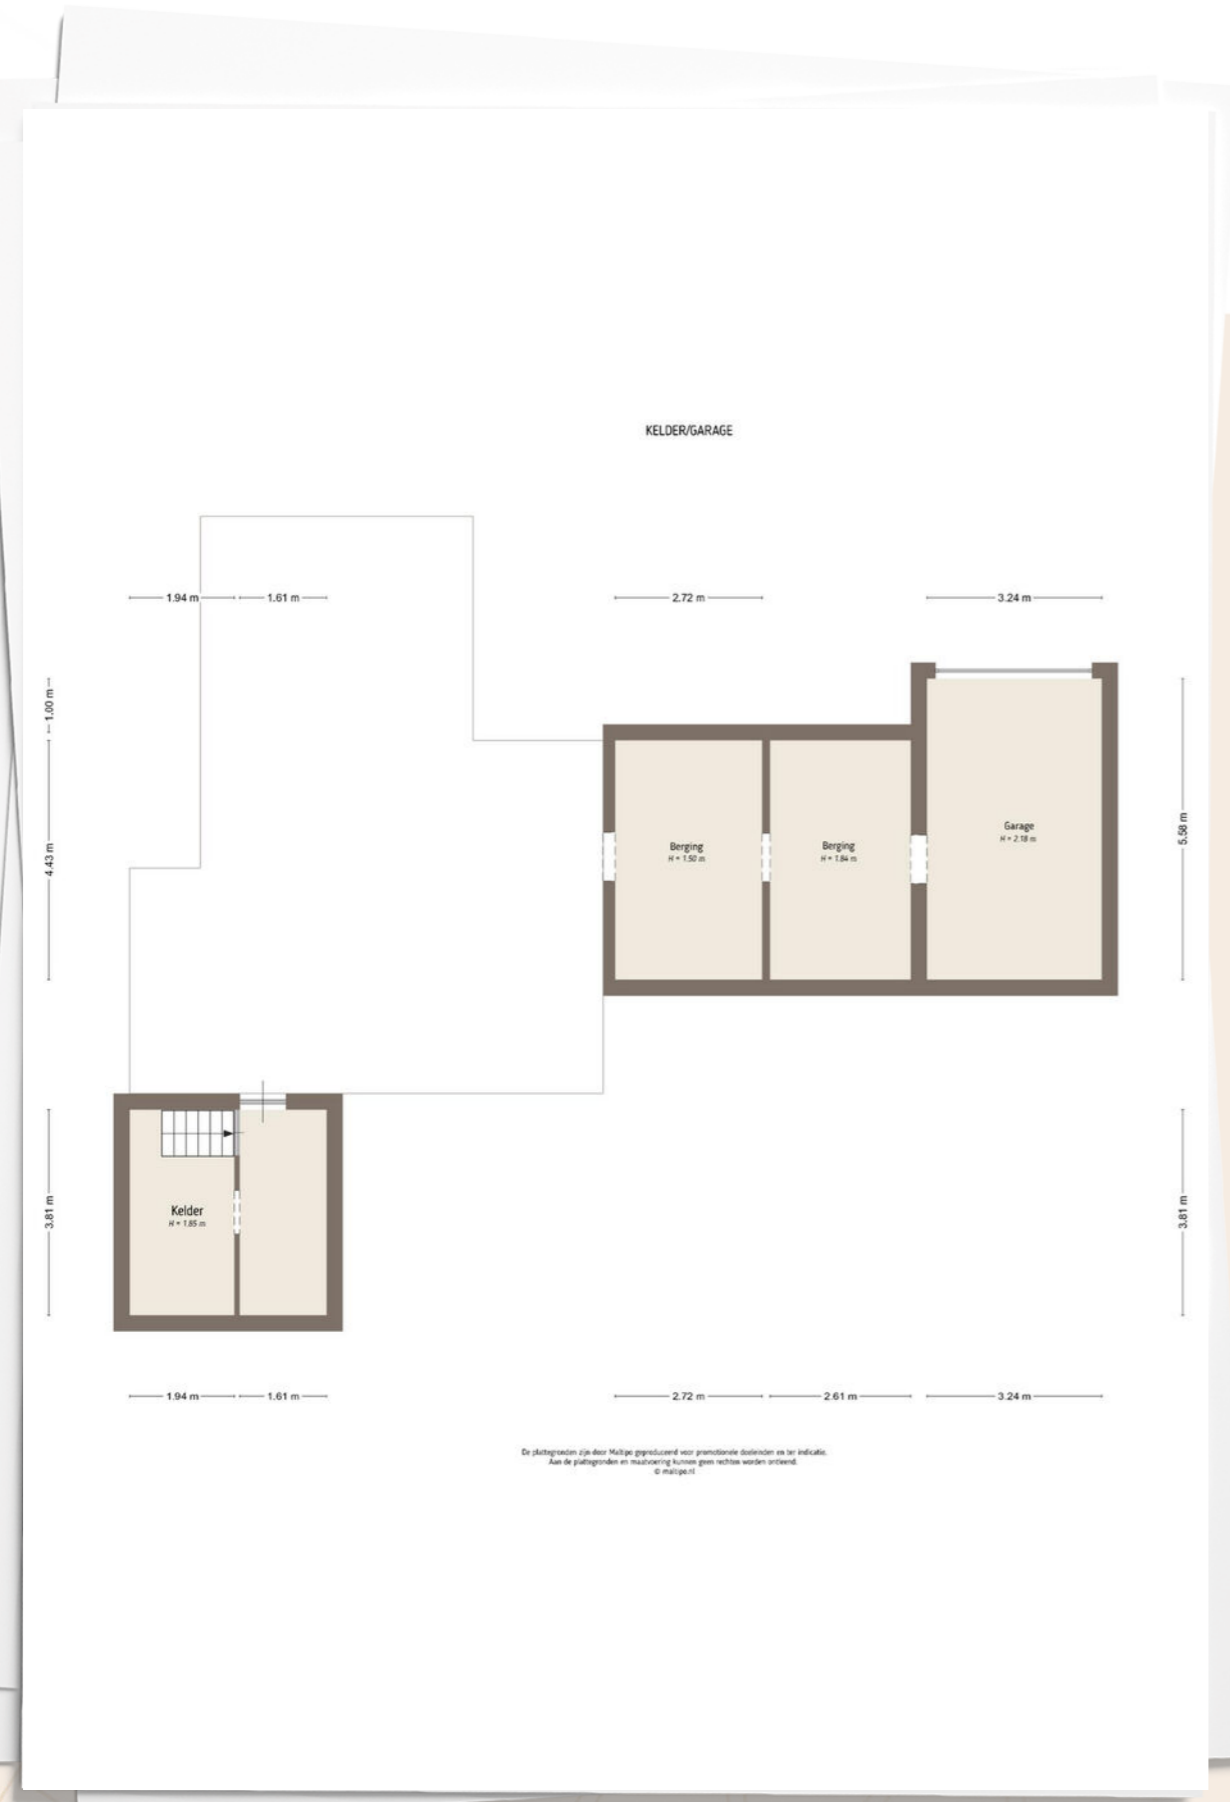 KELDER/GARAGE
1.94 m
1.61 m
2.72 m
3.24 m
1.00 m
4.43 m
5.58 m
Berging
H = 1.50 m
Berging
H = 1.84 m
Garage
H = 2.18 m
3.81 m
Kelder
H = 1.85 m
3.81 m
1.94 m
1.61 m
2.72 m
2.61 m
3.24 m
De plattegronden zijn door Maltipo geproduceerd voor promotionele doeleinden en ter indicatie.
Aan de plattegronden en maatvoering kunnen geen rechten worden ontleend.
© maltipo.nl